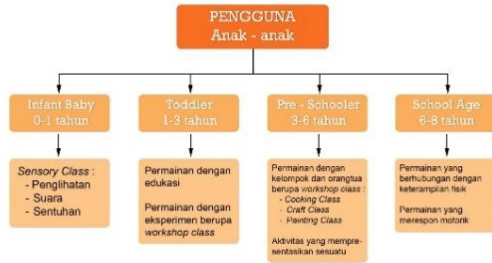 PENGGUNA
Anak - anak
Infant Baby
0-1 tahun
Toddler
1-3 tahun
Pre - Schooler
3-6 tahun
School Age
6-8 tahun
Sensory Class :
- Penglihatan
- Suara
- Sentuhan
Permainan dengan
edukasi
Permainan dengan
eksperimen berupa
workshop class
Permainan dengan
kelompok dan orangtua
berupa workshop class :
- Cooking Class
- Craft Class
- Painting Class
Aktivitas yang mempre-
sentasikan sesuatu
Permainan yang
berhubungan dengan
keterampilan fisik
Permainan yang
merespon motorik